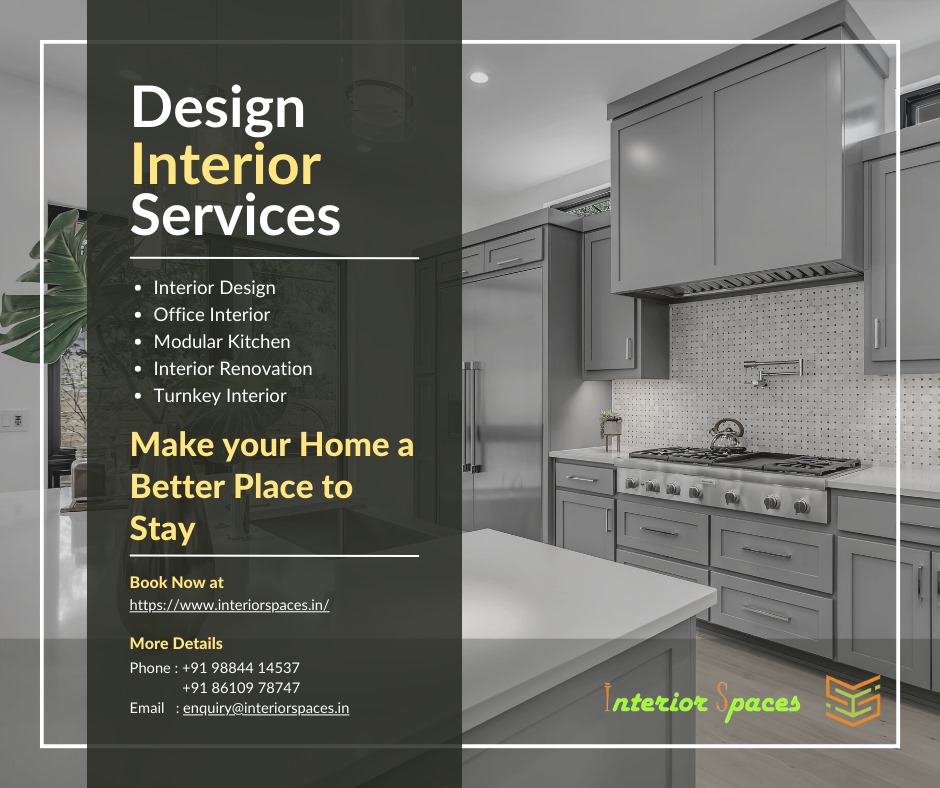 Design
Interior
Services
• Interior Design
• Office Interior
• Modular Kitchen
• Interior Renovation
• Turnkey Interior
Make your Home a
Better Place to
Stay
Book Now at
https://www.interiorspaces.in/
More Details
Phone : +91 98844 14537
+91 86109 78747
Email : enquiry@interiorspaces.in
Interior Spaces